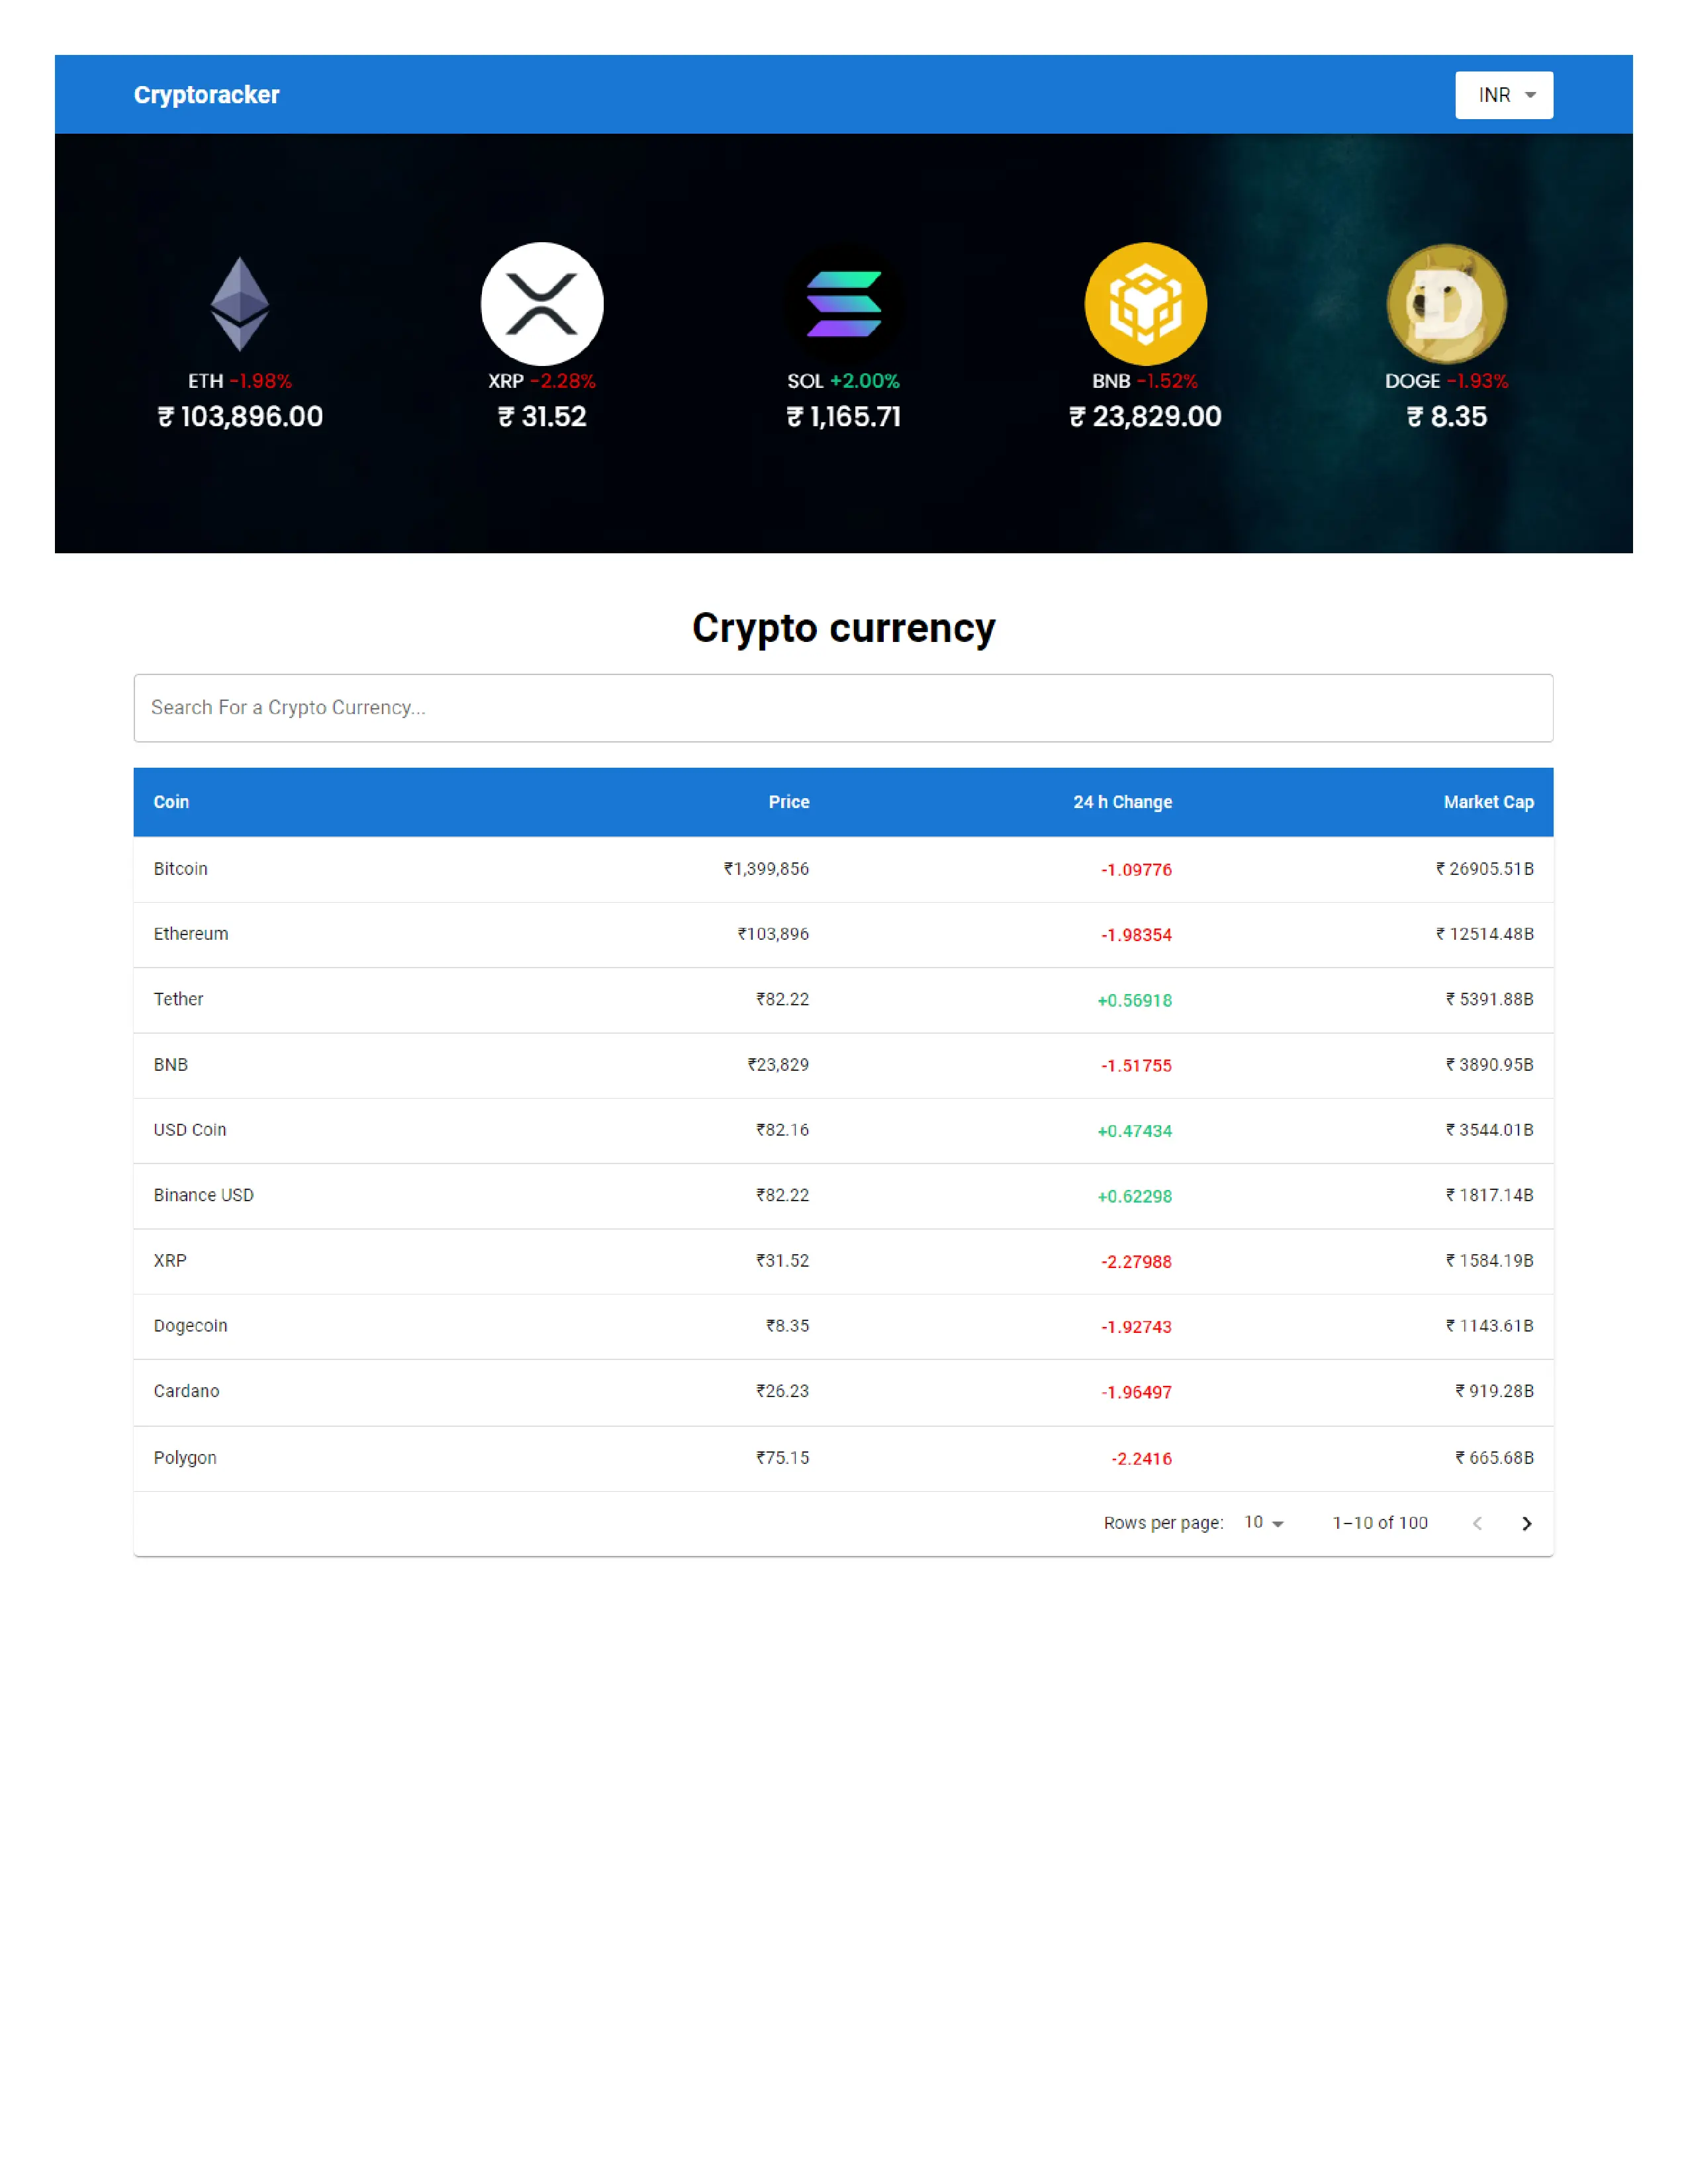 Cryptoracker INR
ETH -1.98% XRP -2.28% SOL +2.00% BNB -1.52% DOGE -1.93%
₹ 103,896.00 ₹ 31.52 ₹ 1,165.71 ₹ 23,829.00 ₹ 8.35
Crypto currency
Search For a Crypto Currency...
Coin Price 24 h Change Market Cap
Bitcoin ₹1,399,856 -1.09776 ₹ 26905.51B
Ethereum ₹103,896 -1.98354 ₹ 12514.48B
Tether ₹82.22 +0.56918 ₹ 5391.88B
BNB ₹23,829 -1.51755 ₹ 3890.95B
USD Coin ₹82.16 +0.47434 ₹ 3544.01B
Binance USD ₹82.22 +0.62298 ₹ 1817.14B
XRP ₹31.52 -2.27988 ₹ 1584.19B
Dogecoin ₹8.35 -1.92743 ₹ 1143.61B
Cardano ₹26.23 -1.96497 ₹ 919.28B
Polygon ₹75.15 -2.2416 ₹ 665.68B
Rows per page: 10 1–10 of 100